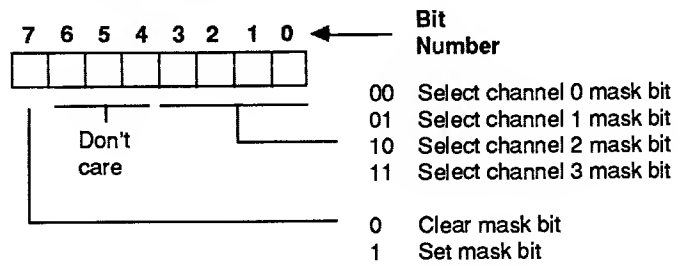 7 6 5 4 3 2 1 0
Bit
Number
00 Select channel 0 mask bit
01 Select channel 1 mask bit
10 Select channel 2 mask bit
11 Select channel 3 mask bit
Don't
care
0 Clear mask bit
1 Set mask bit